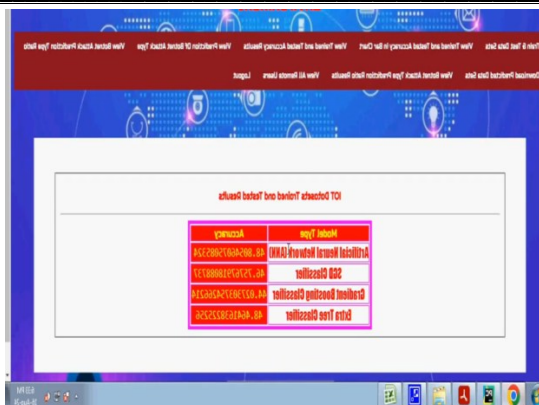 Train & Test Data Sets View Trained and Tested Accuracy in Bar Chart View Trained and Tested Accuracy Results View Prediction Of Botnet Attack Type View Botnet Attack Prediction Type Ratio
Download Predicted Data Sets View Botnet Attack Type Prediction Ratio Results View All Remote Users Logout
IOT Datasets Trained and Tested Results
Model Type Accuracy
Artificial Neural Network(ANN) 48.80546075085324
SGD Classifier 46.75767918088737
Gradient Boosting Classifier 44.02730375426621
Extra Tree Classifier 48.4641638225256